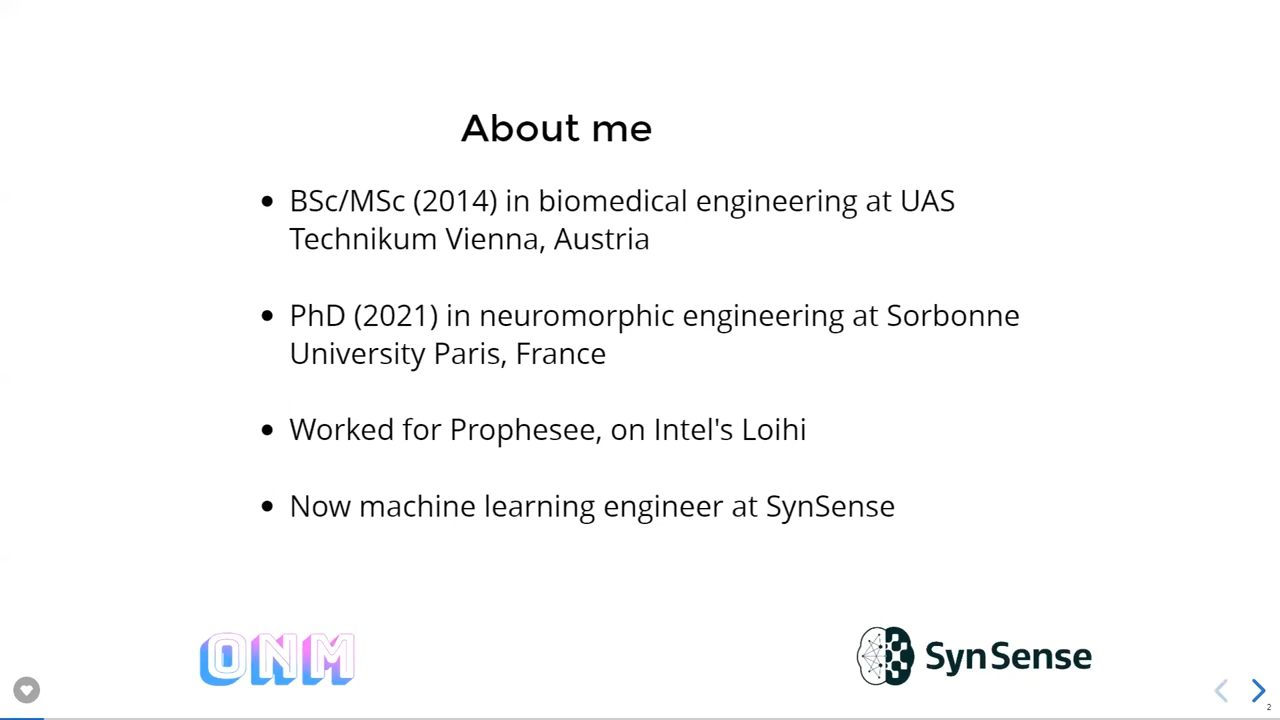 About me
• BSc/MSc (2014) in biomedical engineering at UAS
Technikum Vienna, Austria
• PhD (2021) in neuromorphic engineering at Sorbonne
University Paris, France
• Worked for Prophesee, on Intel's Loihi
• Now machine learning engineer at SynSense
ONM
SynSense
2